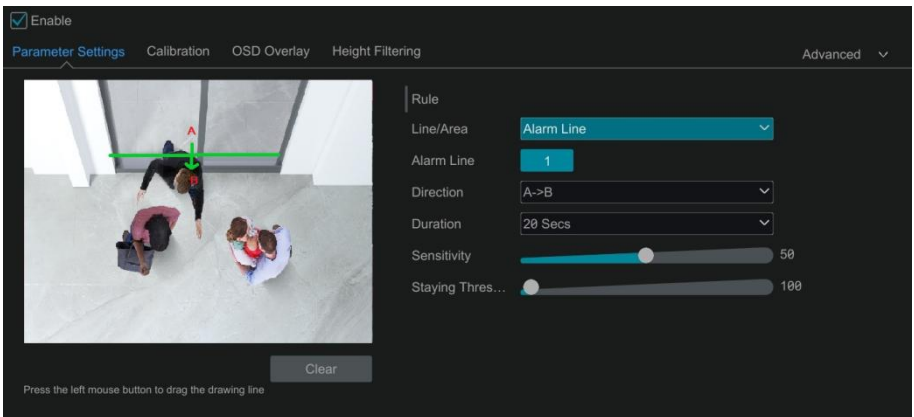 Enable
Parameter Settings Calibration OSD Overlay Height Filtering Advanced
Rule
Line/Area Alarm Line
Alarm Line 1
Direction A->B
Duration 20 Secs
Sensitivity 50
Staying Thres... 100
A
B
Clear
Press the left mouse button to drag the drawing line